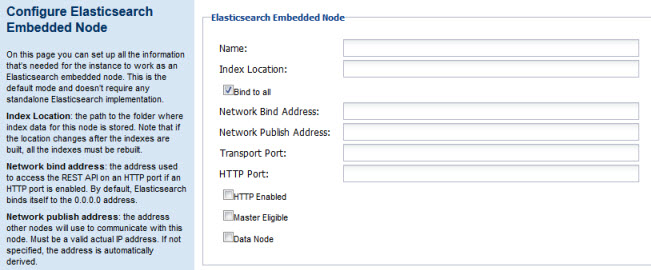 Configure Elasticsearch
Embedded Node
On this page you can set up all the information
that's needed for the instance to work as an
Elasticsearch embedded node. This is the
default mode and doesn't require any
standalone Elasticsearch implementation.
Index Location: the path to the folder where
index data for this node is stored. Note that if
the location changes after the indexes are
built, all the indexes must be rebuilt.
Network bind address: the address used
to access the REST API on an HTTP port if an
HTTP port is enabled. By default, Elasticsearch
binds itself to the 0.0.0.0 address.
Network publish address: the address
other nodes will use to communicate with this
node. Must be a valid actual IP address. If not
specified, the address is automatically
derived.
Elasticsearch Embedded Node
Name:
Index Location:
Bind to all
Network Bind Address:
Network Publish Address:
Transport Port:
HTTP Port:
HTTP Enabled
Master Eligible
Data Node